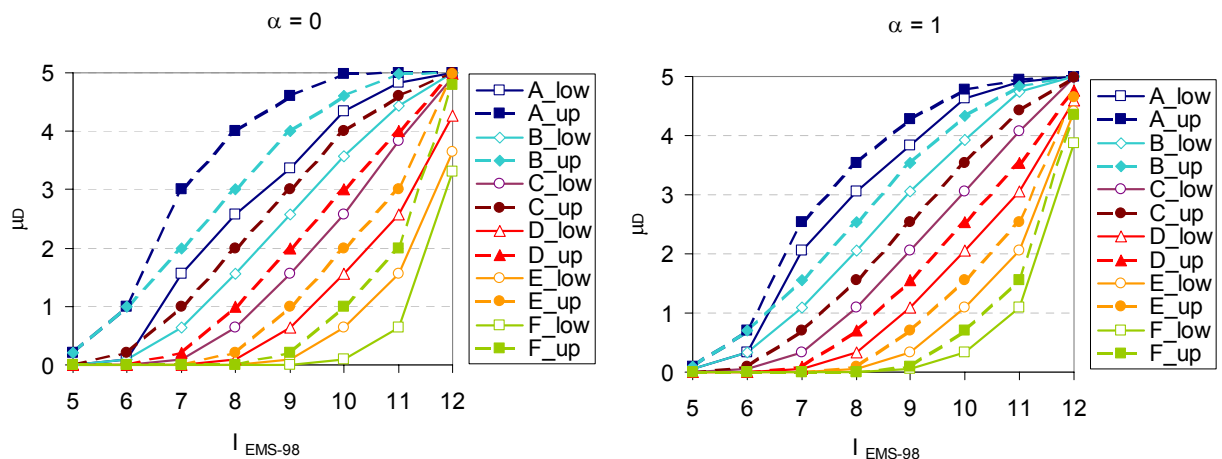 α = 0
5
4
3
2
1
0
5 6 7 8 9 10 11 12
μD
I EMS-98
A_low
A_up
B_low
B_up
C_low
C_up
D_low
D_up
E_low
E_up
F_low
F_up
α = 1
5
4
3
2
1
0
5 6 7 8 9 10 11 12
μD
I EMS-98
A_low
A_up
B_low
B_up
C_low
C_up
D_low
D_up
E_low
E_up
F_low
F_up